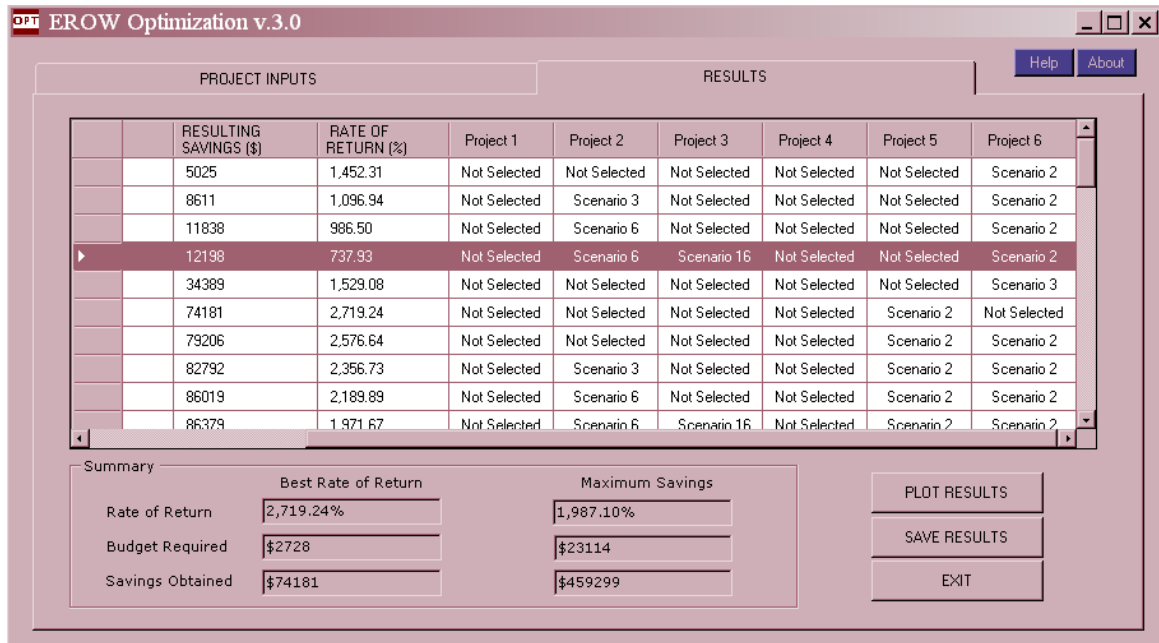 OPT EROW Optimization v.3.0
Help About
PROJECT INPUTS RESULTS
RESULTING SAVINGS ($) RATE OF RETURN (%) Project 1 Project 2 Project 3 Project 4 Project 5 Project 6
5025 1,452.31 Not Selected Not Selected Not Selected Not Selected Not Selected Scenario 2
8611 1,096.94 Not Selected Scenario 3 Not Selected Not Selected Not Selected Scenario 2
11838 986.50 Not Selected Scenario 6 Not Selected Not Selected Not Selected Scenario 2
12198 737.93 Not Selected Scenario 6 Scenario 16 Not Selected Not Selected Scenario 2
34389 1,529.08 Not Selected Not Selected Not Selected Not Selected Not Selected Scenario 3
74181 2,719.24 Not Selected Not Selected Not Selected Not Selected Scenario 2 Not Selected
79206 2,576.64 Not Selected Not Selected Not Selected Not Selected Scenario 2 Scenario 2
82792 2,356.73 Not Selected Scenario 3 Not Selected Not Selected Scenario 2 Scenario 2
86019 2,189.89 Not Selected Scenario 6 Not Selected Not Selected Scenario 2 Scenario 2
86379 1,971.67 Not Selected Scenario 6 Scenario 16 Not Selected Scenario 2 Scenario 2
Summary
Best Rate of Return Maximum Savings
Rate of Return 2,719.24% 1,987.10%
Budget Required $2728 $23114
Savings Obtained $74181 $459299
PLOT RESULTS
SAVE RESULTS
EXIT